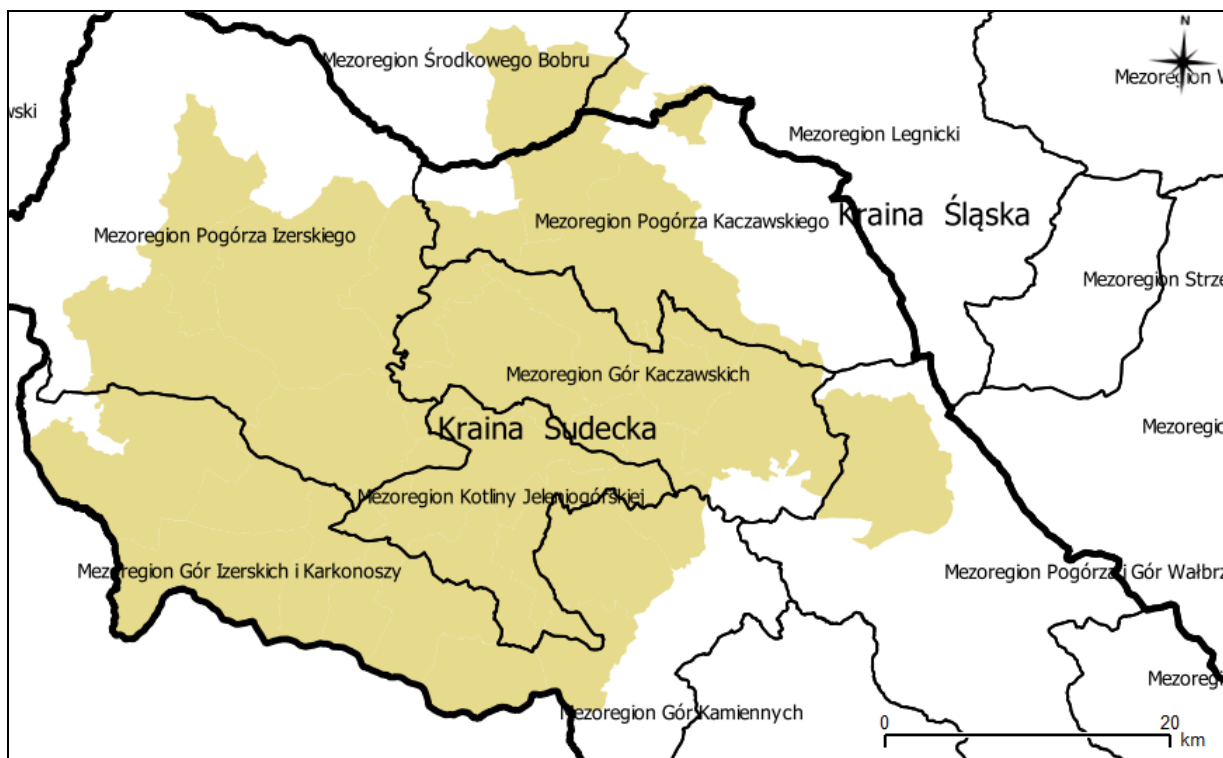 N
Mezoregion Środkowego Bobru
Mezoregion W
wski
Mezoregion Legnicki
Kraina Śląska
Mezoregion Pogórza Kaczawskiego
Mezoregion Pogórza Izerskiego
Mezoregion Strze
Mezoregion Gór Kaczawskich
Kraina Sudecka
Mezoregio
Mezoregion Kotliny Jeleniogórskiej
Mezoregion Gór Izerskich i Karkonoszy
Mezoregion Pogórza i Gór Wałbrz
Mezoregi
Mezoregion Gór Kamiennych
0 20
km